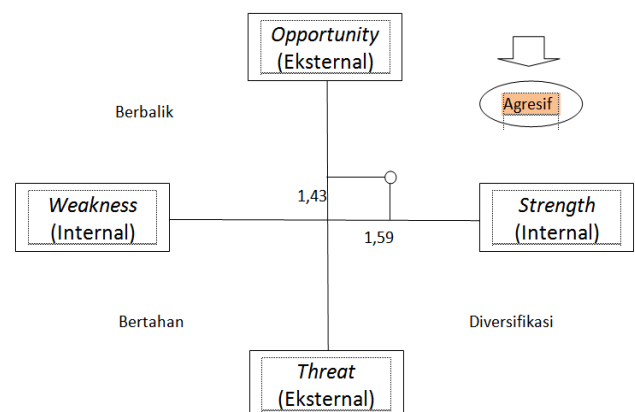 Opportunity
(Eksternal)
Agresif
Berbalik
1,43
Weakness
(Internal)
Strength
(Internal)
1,59
Bertahan
Diversifikasi
Threat
(Eksternal)